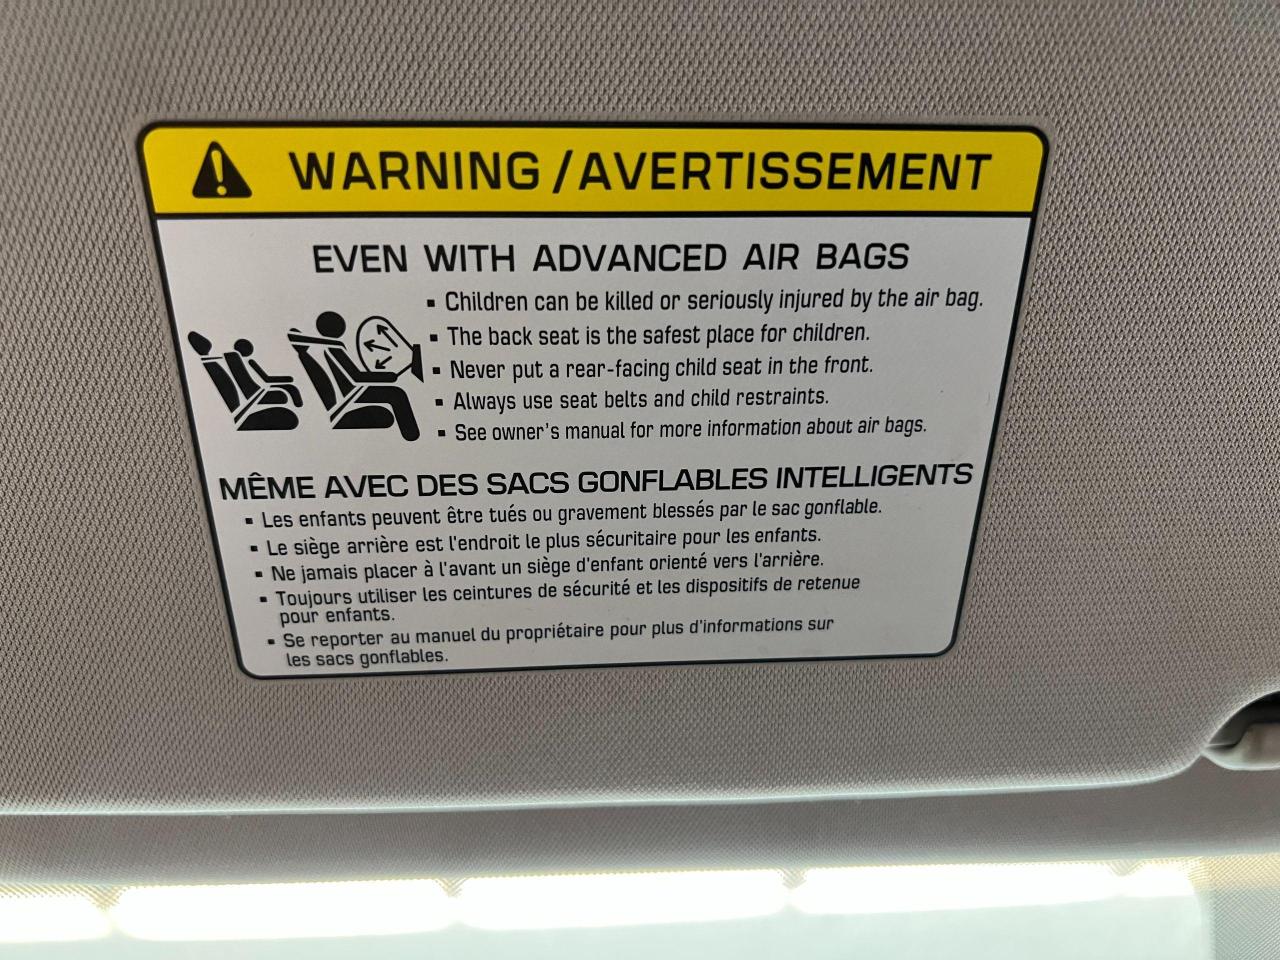 WARNING / AVERTISSEMENT
EVEN WITH ADVANCED AIR BAGS
▪ Children can be killed or seriously injured by the air bag.
▪ The back seat is the safest place for children.
▪ Never put a rear-facing child seat in the front.
▪ Always use seat belts and child restraints.
▪ See owner's manual for more information about air bags.
MÊME AVEC DES SACS GONFLABLES INTELLIGENTS
▪ Les enfants peuvent être tués ou gravement blessés par le sac gonflable.
▪ Le siège arrière est l'endroit le plus sécuritaire pour les enfants.
▪ Ne jamais placer à l'avant un siège d'enfant orienté vers l'arrière.
▪ Toujours utiliser les ceintures de sécurité et les dispositifs de retenue
pour enfants.
▪ Se reporter au manuel du propriétaire pour plus d'informations sur
les sacs gonflables.